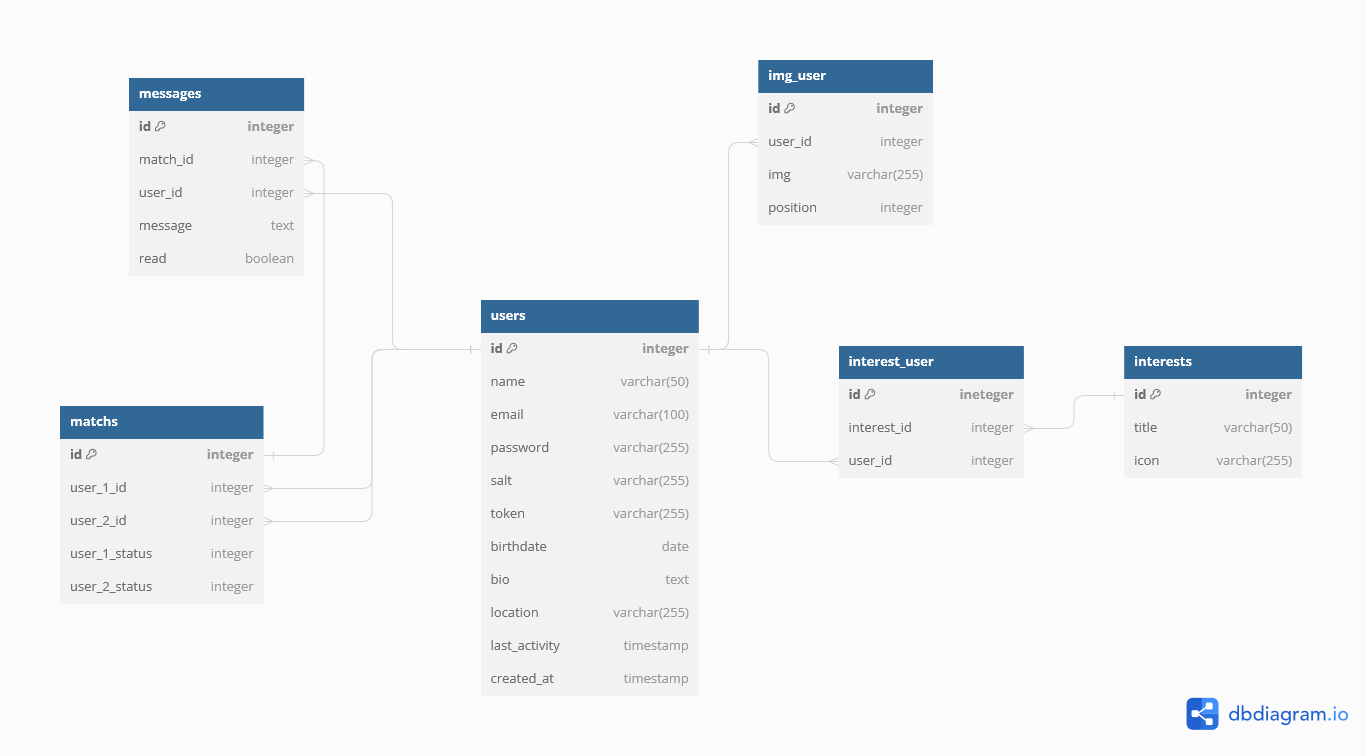 messages
id integer
match_id integer
user_id integer
message text
read boolean
img_user
id integer
user_id integer
img varchar(255)
position integer
users
id integer
name varchar(50)
email varchar(100)
password varchar(255)
salt varchar(255)
token varchar(255)
birthdate date
bio text
location varchar(255)
last_activity timestamp
created_at timestamp
interest_user
id ineteger
interest_id integer
user_id integer
interests
id integer
title varchar(50)
icon varchar(255)
matchs
id integer
user_1_id integer
user_2_id integer
user_1_status integer
user_2_status integer
dbdiagram.io